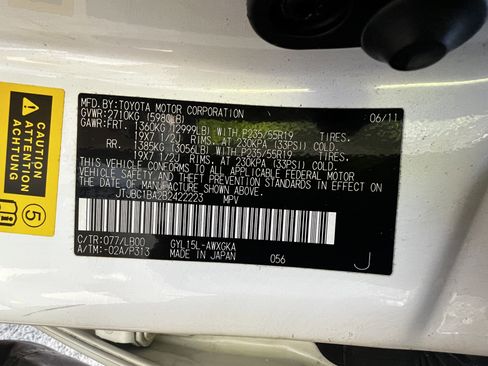 MFD.BY: TOYOTA MOTOR CORPORATION 06/11
GVWR: 2710KG (5980LB)
GAWR: FRT. 1360KG (2999LB) WITH P235/55R19 TIRES.
19X7 1/2J RIMS. AT 230KPA (33PSI) COLD.
RR. 1385KG (3056LB) WITH P235/55R19 TIRES.
19X7 1/2J RIMS. AT 230KPA (33PSI) COLD.
THIS VEHICLE CONFORMS TO ALL APPLICABLE FEDERAL MOTOR
VEHICLE SAFETY AND THEFT PREVENTION STANDARDS IN EFFECT
ON THE DATE OF MANUFACTURE SHOWN ABOVE.
JTJBC1BA2B2422223 MPV
C/TR: 077/LB00 GYL15L-AWXGKA
A/TM: -02A/P313 MADE IN JAPAN 056 J
5